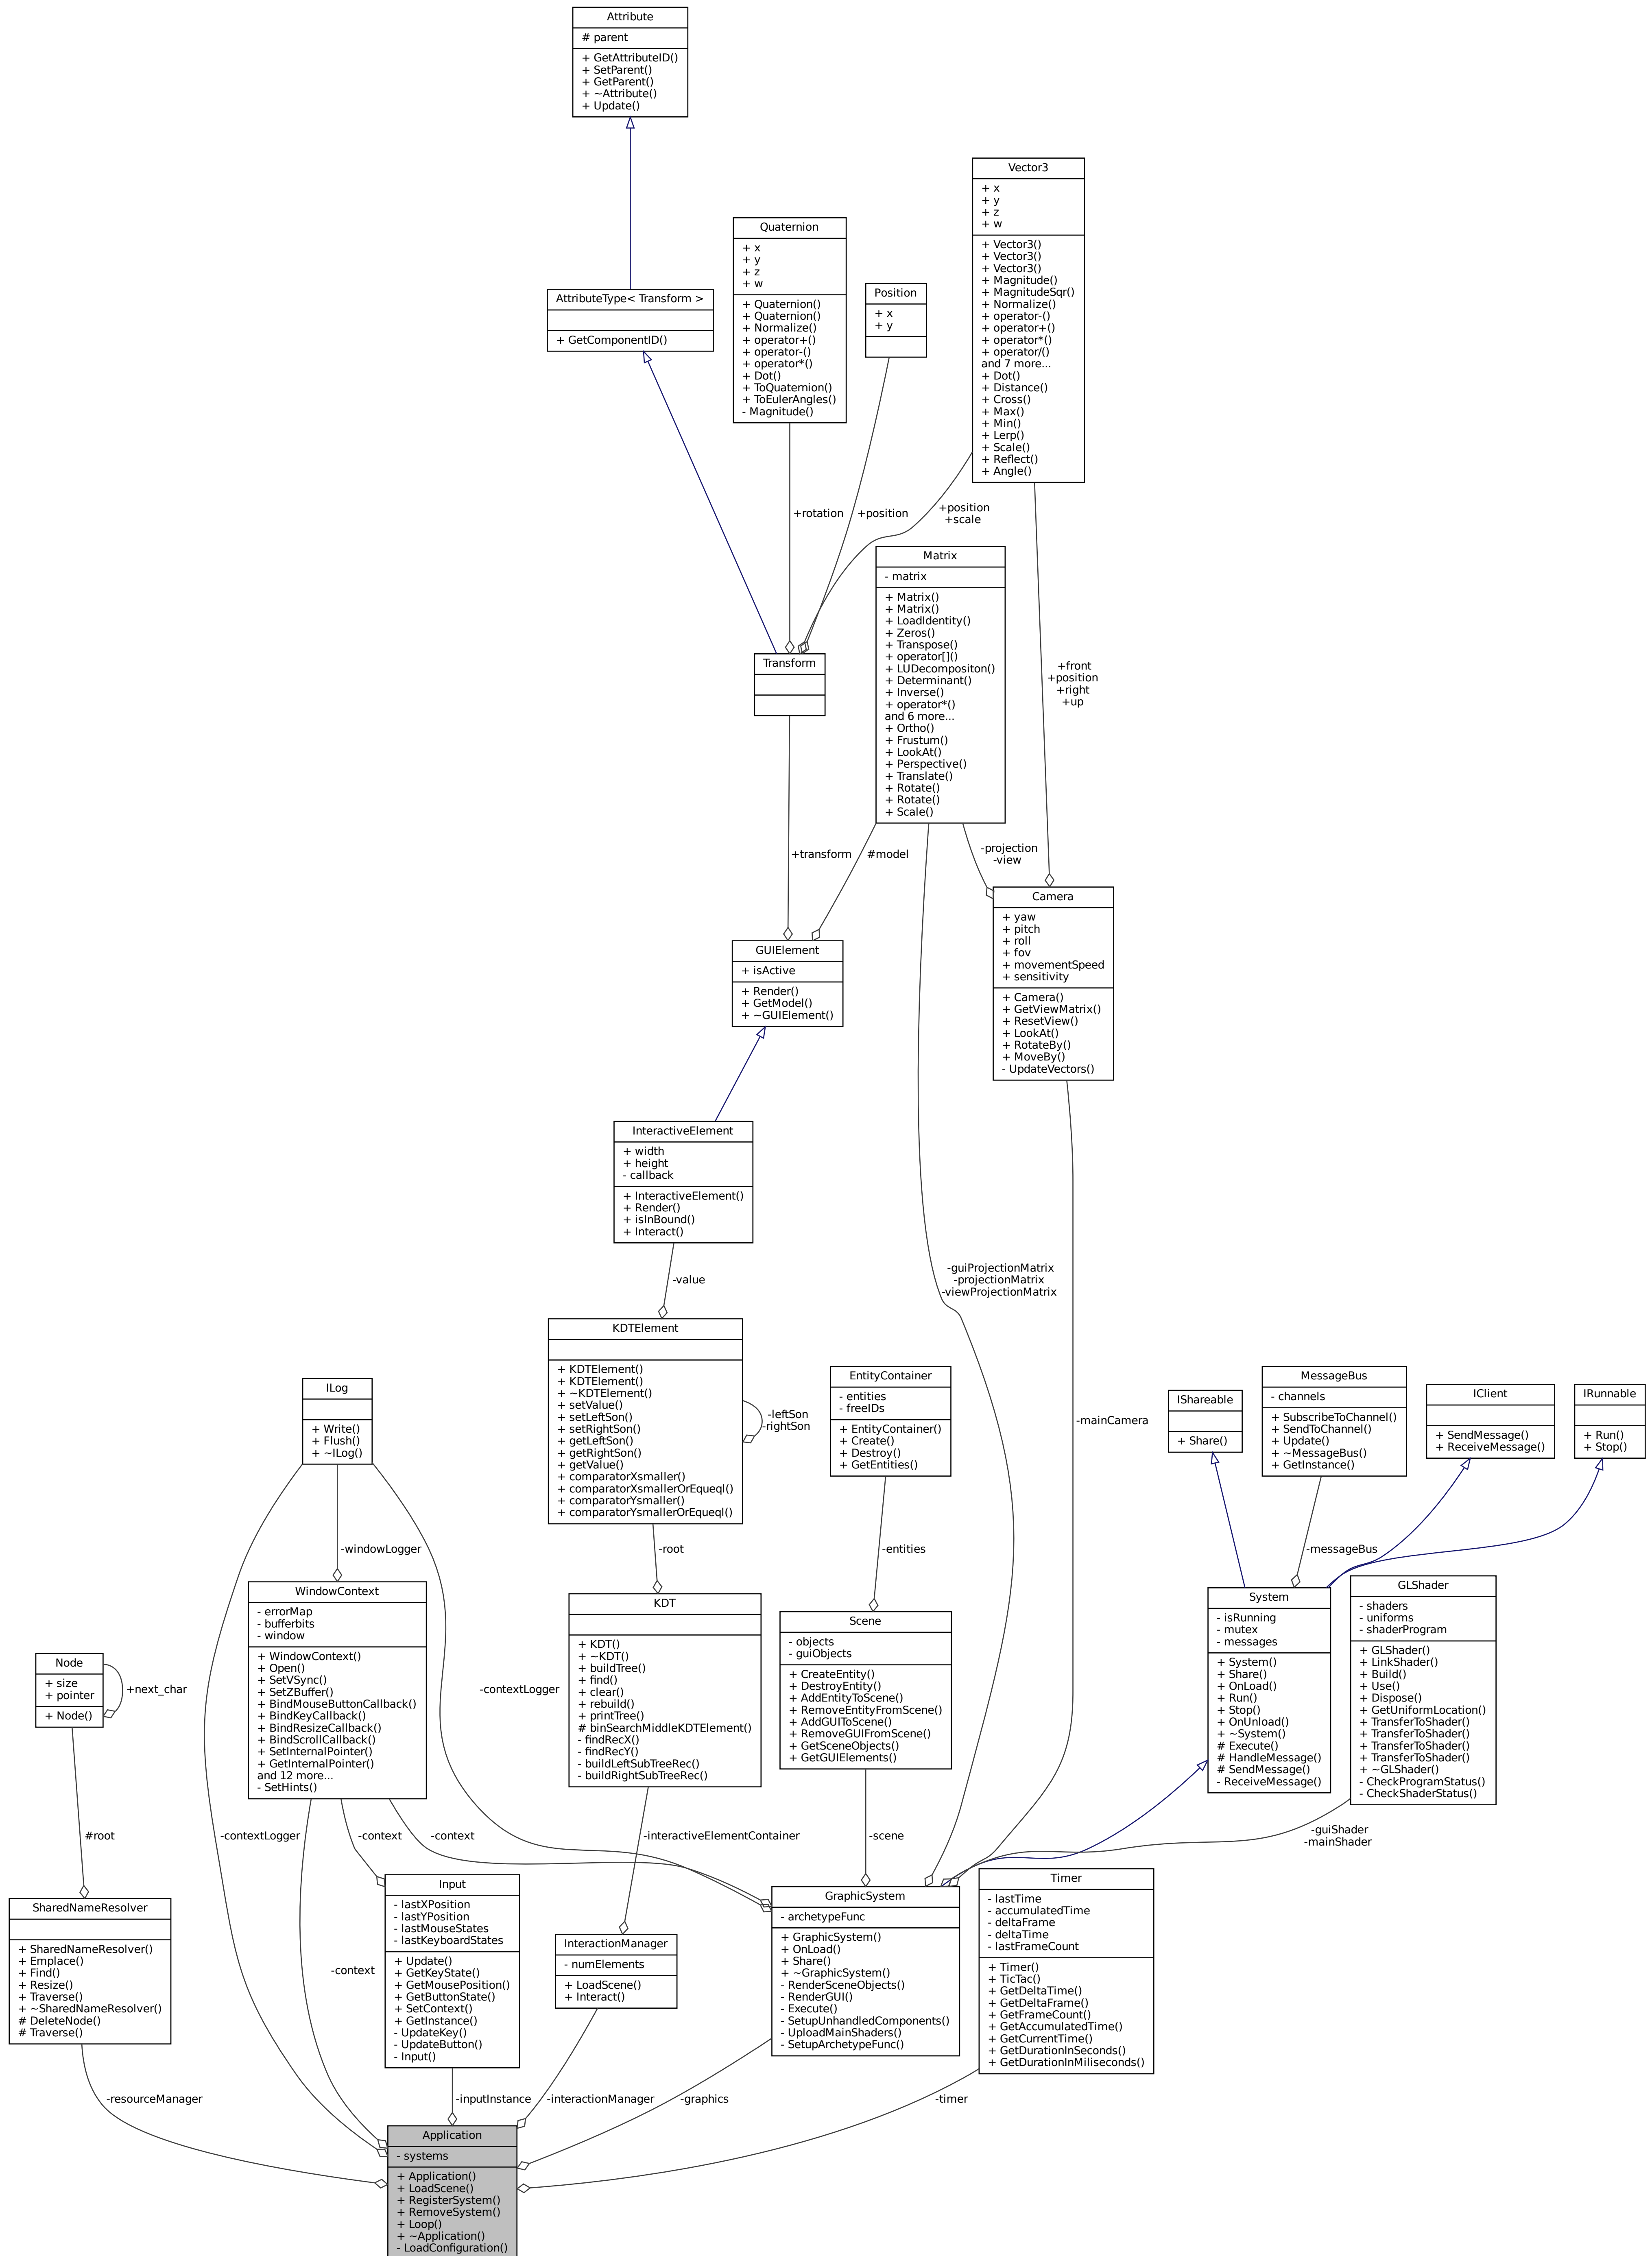 Attribute
# parent
+ GetAttributeID()
+ SetParent()
+ GetParent()
+ ~Attribute()
+ Update()
Vector3
+ x
+ y
+ z
+ w
+ Vector3()
+ Vector3()
+ Vector3()
+ Magnitude()
+ MagnitudeSqr()
+ Normalize()
+ operator-()
+ operator+()
+ operator*()
+ operator/()
and 7 more...
+ Dot()
+ Distance()
+ Cross()
+ Max()
+ Min()
+ Lerp()
+ Scale()
+ Reflect()
+ Angle()
Quaternion
+ x
+ y
+ z
+ w
+ Quaternion()
+ Quaternion()
+ Normalize()
+ operator+()
+ operator-()
+ operator*()
+ Dot()
+ ToQuaternion()
+ ToEulerAngles()
- Magnitude()
Position
+ x
+ y
AttributeType< Transform >
+ GetComponentID()
+rotation
+position
+position
+scale
Matrix
- matrix
+ Matrix()
+ Matrix()
+ LoadIdentity()
+ Zeros()
+ Transpose()
+ operator[]()
+ LUDecompositon()
+ Determinant()
+ Inverse()
+ operator*()
and 6 more...
+ Ortho()
+ Frustum()
+ LookAt()
+ Perspective()
+ Translate()
+ Rotate()
+ Rotate()
+ Scale()
Transform
+front
+position
+right
+up
+transform
#model
-projection
-view
Camera
+ yaw
+ pitch
+ roll
+ fov
+ movementSpeed
+ sensitivity
+ Camera()
+ GetViewMatrix()
+ ResetView()
+ LookAt()
+ RotateBy()
+ MoveBy()
- UpdateVectors()
GUIElement
+ isActive
+ Render()
+ GetModel()
+ ~GUIElement()
InteractiveElement
+ width
+ height
- callback
+ InteractiveElement()
+ Render()
+ isInBound()
+ Interact()
-value
-guiProjectionMatrix
-projectionMatrix
-viewProjectionMatrix
KDTElement
+ KDTElement()
+ KDTElement()
+ ~KDTElement()
+ setValue()
+ setLeftSon()
+ setRightSon()
+ getLeftSon()
+ getRightSon()
+ getValue()
+ comparatorXsmaller()
+ comparatorXsmallerOrEqueql()
+ comparatorYsmaller()
+ comparatorYsmallerOrEqueql()
-leftSon
-rightSon
EntityContainer
- entities
- freeIDs
+ EntityContainer()
+ Create()
+ Destroy()
+ GetEntities()
-mainCamera
ILog
+ Write()
+ Flush()
+ ~ILog()
IShareable
+ Share()
MessageBus
- channels
+ SubscribeToChannel()
+ SendToChannel()
+ Update()
+ ~MessageBus()
+ GetInstance()
IClient
+ SendMessage()
+ ReceiveMessage()
IRunnable
+ Run()
+ Stop()
-windowLogger
-root
-entities
-messageBus
WindowContext
- errorMap
- bufferbits
- window
+ WindowContext()
+ Open()
+ SetVSync()
+ SetZBuffer()
+ BindMouseButtonCallback()
+ BindKeyCallback()
+ BindResizeCallback()
+ BindScrollCallback()
+ SetInternalPointer()
+ GetInternalPointer()
and 12 more...
- SetHints()
KDT
+ KDT()
+ ~KDT()
+ buildTree()
+ find()
+ clear()
+ rebuild()
+ printTree()
# binSearchMiddleKDTElement()
- findRecX()
- findRecY()
- buildLeftSubTreeRec()
- buildRightSubTreeRec()
Scene
- objects
- guiObjects
+ CreateEntity()
+ DestroyEntity()
+ AddEntityToScene()
+ RemoveEntityFromScene()
+ AddGUIToScene()
+ RemoveGUIFromScene()
+ GetSceneObjects()
+ GetGUIElements()
System
- isRunning
- mutex
- messages
+ System()
+ Share()
+ OnLoad()
+ Run()
+ Stop()
+ OnUnload()
+ ~System()
# Execute()
# HandleMessage()
# SendMessage()
- ReceiveMessage()
GLShader
- shaders
- uniforms
- shaderProgram
+ GLShader()
+ LinkShader()
+ Build()
+ Use()
+ Dispose()
+ GetUniformLocation()
+ TransferToShader()
+ TransferToShader()
+ TransferToShader()
+ TransferToShader()
+ ~GLShader()
- CheckProgramStatus()
- CheckShaderStatus()
Node
+ size
+ pointer
+ Node()
+next_char
-contextLogger
#root
-contextLogger
-context
-context
-interactiveElementContainer
-scene
-guiShader
-mainShader
SharedNameResolver
+ SharedNameResolver()
+ Emplace()
+ Find()
+ Resize()
+ Traverse()
+ ~SharedNameResolver()
# DeleteNode()
# Traverse()
-context
Input
- lastXPosition
- lastYPosition
- lastMouseStates
- lastKeyboardStates
+ Update()
+ GetKeyState()
+ GetMousePosition()
+ GetButtonState()
+ SetContext()
+ GetInstance()
- UpdateKey()
- UpdateButton()
- Input()
InteractionManager
- numElements
+ LoadScene()
+ Interact()
GraphicSystem
- archetypeFunc
+ GraphicSystem()
+ OnLoad()
+ Share()
+ ~GraphicSystem()
- RenderSceneObjects()
- RenderGUI()
- Execute()
- SetupUnhandledComponents()
- UploadMainShaders()
- SetupArchetypeFunc()
Timer
- lastTime
- accumulatedTime
- deltaFrame
- deltaTime
- lastFrameCount
+ Timer()
+ TicTac()
+ GetDeltaTime()
+ GetDeltaFrame()
+ GetFrameCount()
+ GetAccumulatedTime()
+ GetCurrentTime()
+ GetDurationInSeconds()
+ GetDurationInMiliseconds()
-resourceManager
-inputInstance
-interactionManager
-graphics
-timer
Application
- systems
+ Application()
+ LoadScene()
+ RegisterSystem()
+ RemoveSystem()
+ Loop()
+ ~Application()
- LoadConfiguration()